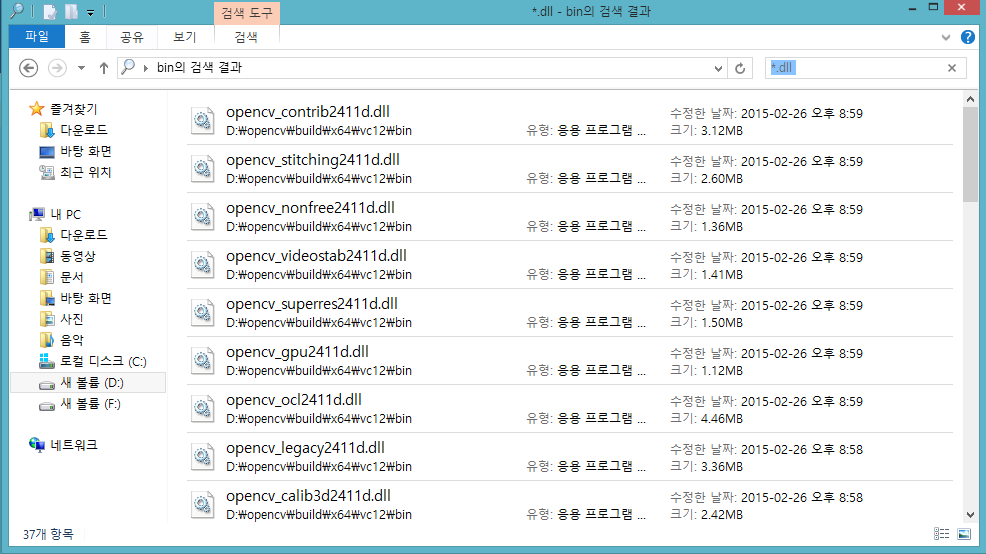 검색 도구
*.dll - bin의 검색 결과
파일 홈 공유 보기 검색
bin의 검색 결과
*.dll
즐겨찾기
다운로드
바탕 화면
최근 위치
내 PC
다운로드
동영상
문서
바탕 화면
사진
음악
로컬 디스크 (C:)
새 볼륨 (D:)
새 볼륨 (F:)
네트워크
opencv_contrib2411d.dll 수정한 날짜: 2015-02-26 오후 8:59
D:₩opencv₩build₩x64₩vc12₩bin 유형: 응용 프로그램 ... 크기: 3.12MB
opencv_stitching2411d.dll 수정한 날짜: 2015-02-26 오후 8:59
D:₩opencv₩build₩x64₩vc12₩bin 유형: 응용 프로그램 ... 크기: 2.60MB
opencv_nonfree2411d.dll 수정한 날짜: 2015-02-26 오후 8:59
D:₩opencv₩build₩x64₩vc12₩bin 유형: 응용 프로그램 ... 크기: 1.36MB
opencv_videostab2411d.dll 수정한 날짜: 2015-02-26 오후 8:59
D:₩opencv₩build₩x64₩vc12₩bin 유형: 응용 프로그램 ... 크기: 1.41MB
opencv_superres2411d.dll 수정한 날짜: 2015-02-26 오후 8:59
D:₩opencv₩build₩x64₩vc12₩bin 유형: 응용 프로그램 ... 크기: 1.50MB
opencv_gpu2411d.dll 수정한 날짜: 2015-02-26 오후 8:59
D:₩opencv₩build₩x64₩vc12₩bin 유형: 응용 프로그램 ... 크기: 1.12MB
opencv_ocl2411d.dll 수정한 날짜: 2015-02-26 오후 8:59
D:₩opencv₩build₩x64₩vc12₩bin 유형: 응용 프로그램 ... 크기: 4.46MB
opencv_legacy2411d.dll 수정한 날짜: 2015-02-26 오후 8:58
D:₩opencv₩build₩x64₩vc12₩bin 유형: 응용 프로그램 ... 크기: 3.36MB
opencv_calib3d2411d.dll 수정한 날짜: 2015-02-26 오후 8:58
D:₩opencv₩build₩x64₩vc12₩bin 유형: 응용 프로그램 ... 크기: 2.42MB
37개 항목